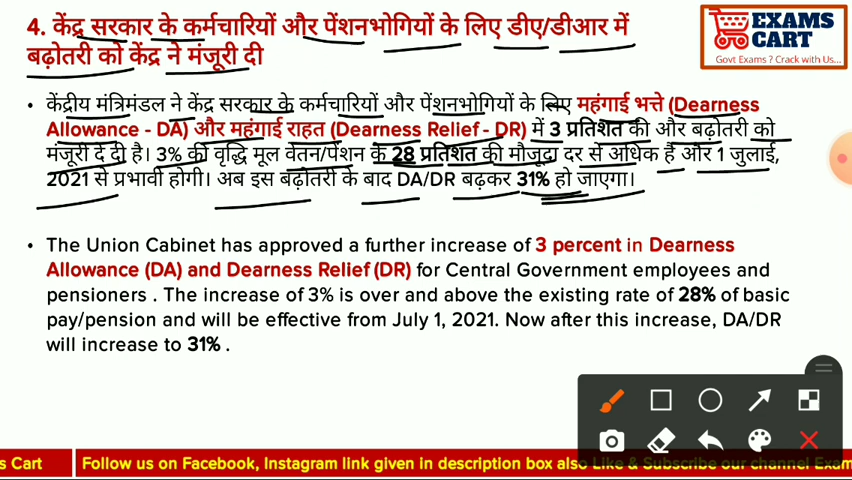 4. केंद्र सरकार के कर्मचारियों और पेंशनभोगियों के लिए डीए/डीआर में
बढ़ोतरी को केंद्र ने मंजूरी दी
EXAMS
CART
Govt Exams ? Crack with Us...
• केंद्रीय मंत्रिमंडल ने केंद्र सरकार के कर्मचारियों और पेंशनभोगियों के लिए महंगाई भत्ते (Dearness
Allowance - DA) और महंगाई राहत (Dearness Relief - DR) में 3 प्रतिशत की और बढ़ोतरी को
मंजूरी दे दी है। 3% की वृद्धि मूल वेतन/पेंशन के 28 प्रतिशत की मौजूदा दर से अधिक है और 1 जुलाई,
2021 से प्रभावी होगी। अब इस बढ़ोतरी के बाद DA/DR बढ़कर 31% हो जाएगा।
• The Union Cabinet has approved a further increase of 3 percent in Dearness
Allowance (DA) and Dearness Relief (DR) for Central Government employees and
pensioners . The increase of 3% is over and above the existing rate of 28% of basic
pay/pension and will be effective from July 1, 2021. Now after this increase, DA/DR
will increase to 31% .
s Cart Follow us on Facebook, Instagram link given in description box also Like & Subscribe our channel Exam